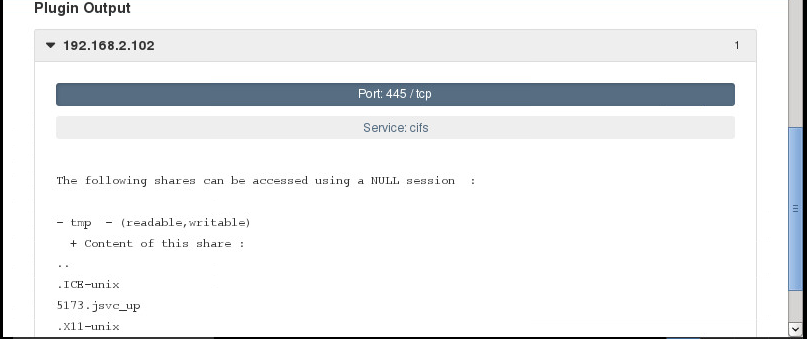 Plugin Output
192.168.2.102 1
Port: 445 / tcp
Service: cifs
The following shares can be accessed using a NULL session :
- tmp - (readable,writable)
+ Content of this share :
..
.ICE-unix
5173.jsvc_up
.X11-unix